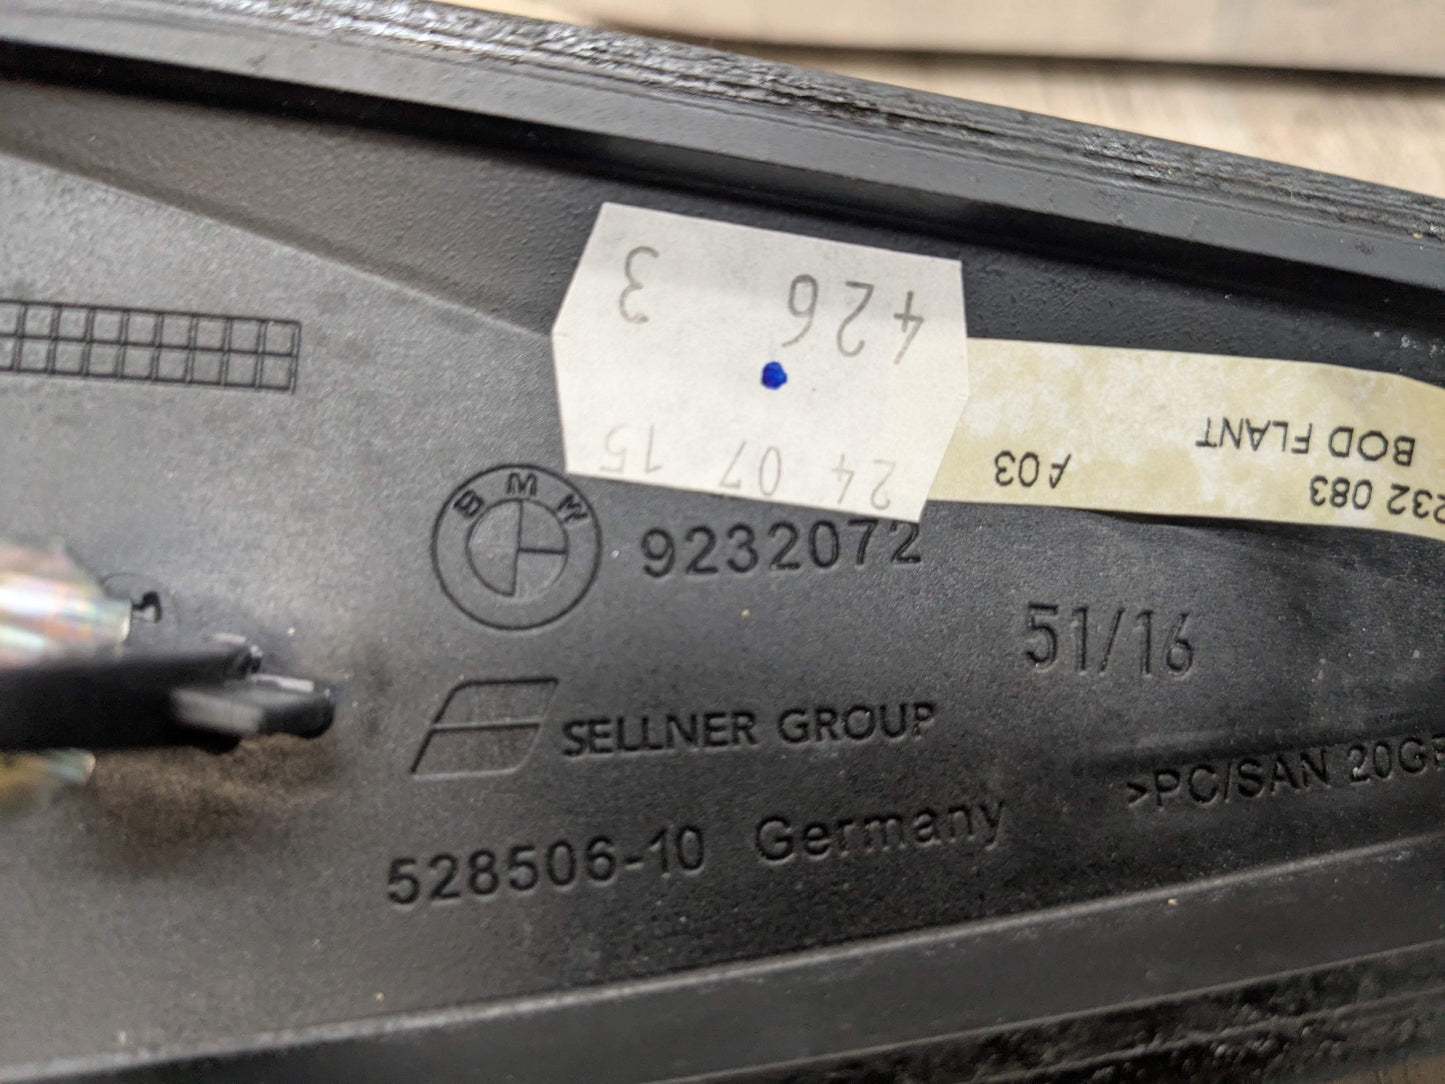 426 3
24 07 15
BOD FLANT
232 083
A03
BMW
9232072
51/16
SELLNER GROUP
>PC/SAN 20GF
528506-10 Germany